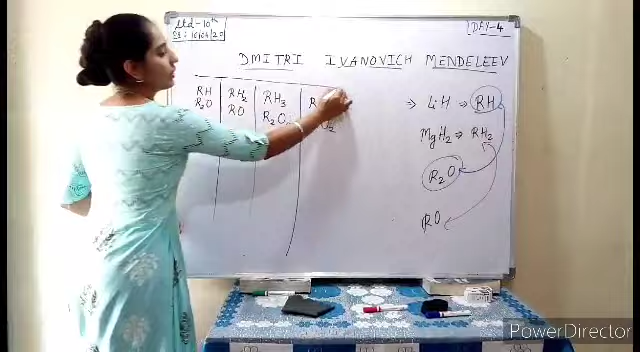 Std-10th
DAY-4
DMITRI IVANOVICH MENDELEEV
RH RH2 RH3
R2O RO R2O3
⇒ LiH ⇒ RH
MgH2 ⇒ RH2
R2O
RO
PowerDirector